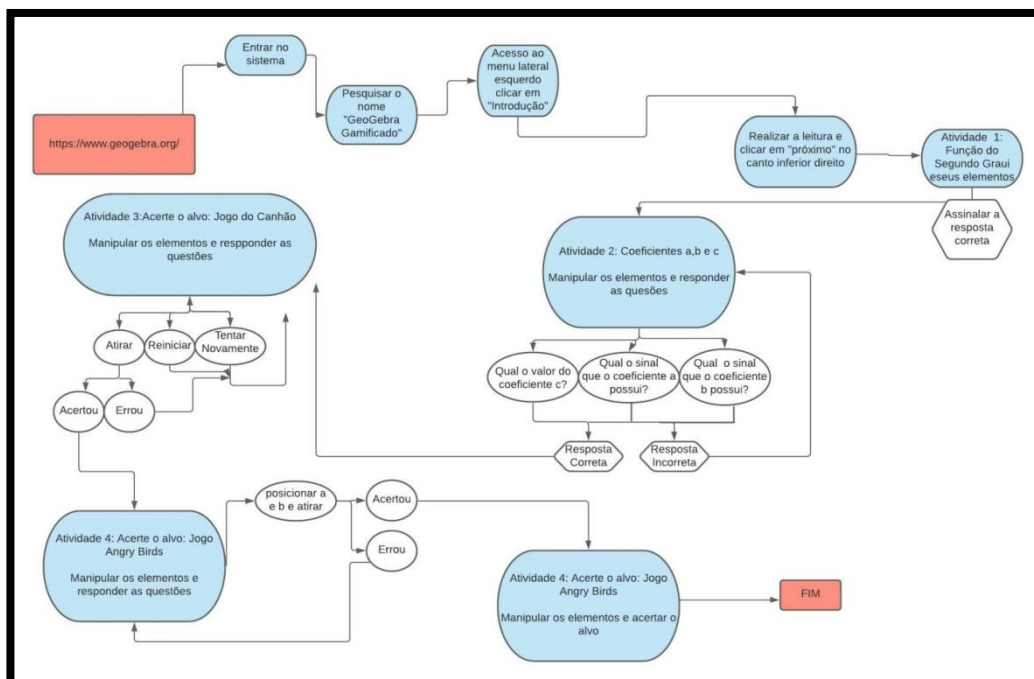 https://www.geogebra.org/
Entrar no
sistema
Pesquisar o
nome
"GeoGebra
Gamificado"
Acesso ao
menu lateral
esquerdo
clicar em
"Introdução"
Realizar a leitura e
clicar em "próximo" no
canto inferior direito
Atividade 1:
Função do
Segundo Graui
eseus elementos
Assinalar a
resposta
correta
Atividade 2: Coeficientes a,b e c
Manipular os elementos e responder
as quesões
Qual o valor do
coeficiente c?
Qual o sinal
que o coeficiente a
possui?
Qual o sinal
que o coeficiente
b possui?
Resposta
Correta
Resposta
Incorreta
Atividade 3:Acerte o alvo: Jogo do Canhão
Manipular os elementos e respponder as
questões
Atirar
Reiniciar
Tentar
Novamente
Acertou
Errou
Atividade 4: Acerte o alvo: Jogo
Angry Birds
Manipular os elementos e
responder as questões
posicionar a
e b e atirar
Acertou
Errou
Atividade 4: Acerte o alvo: Jogo
Angry Birds
Manipular os elementos e acertar o
alvo
FIM